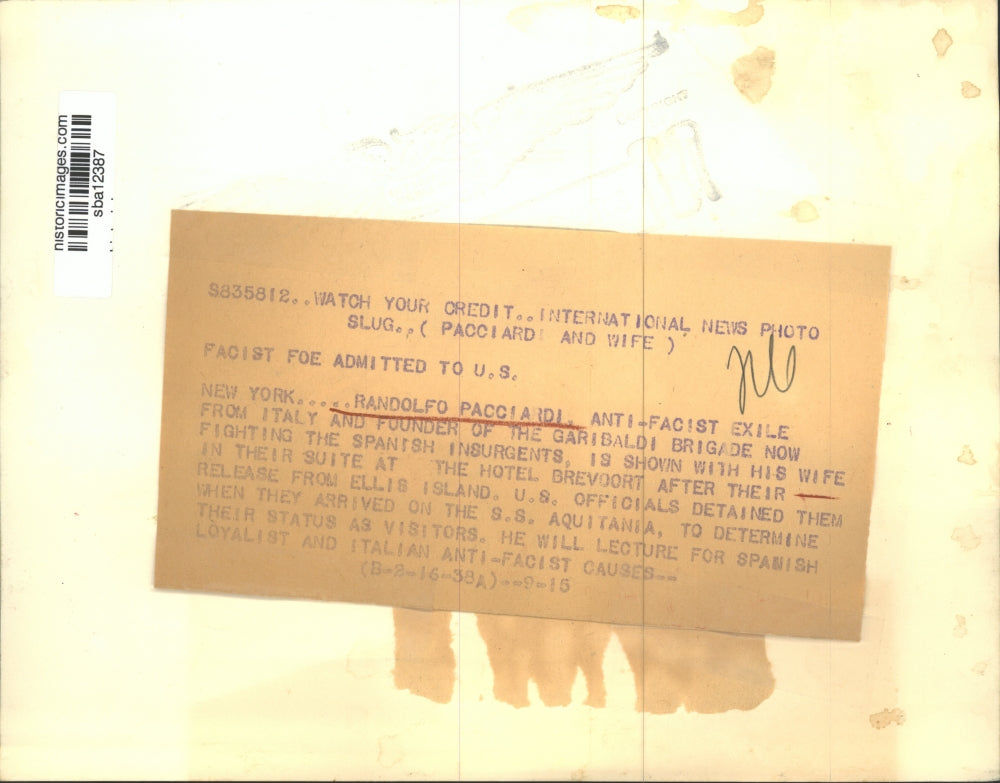 historicimages.com
sba12387
S835812..WATCH YOUR CREDIT..INTERNATIONAL NEWS PHOTO
SLUG..( PACCIARDI AND WIFE )
FACIST FOE ADMITTED TO U.S.
NEW YORK.....RANDOLFO PACCIARDI, ANTI-FACIST EXILE
FROM ITALY AND FOUNDER OF THE GARIBALDI BRIGADE NOW
FIGHTING THE SPANISH INSURGENTS, IS SHOWN WITH HIS WIFE
IN THEIR SUITE AT THE HOTEL BREVOORT AFTER THEIR
RELEASE FROM ELLIS ISLAND. U.S. OFFICIALS DETAINED THEM
WHEN THEY ARRIVED ON THE S.S. AQUITANIA, TO DETERMINE
THEIR STATUS AS VISITORS. HE WILL LECTURE FOR SPANISH
LOYALIST AND ITALIAN ANTI-FACIST CAUSES--
(B-2-16-38A)--9-15